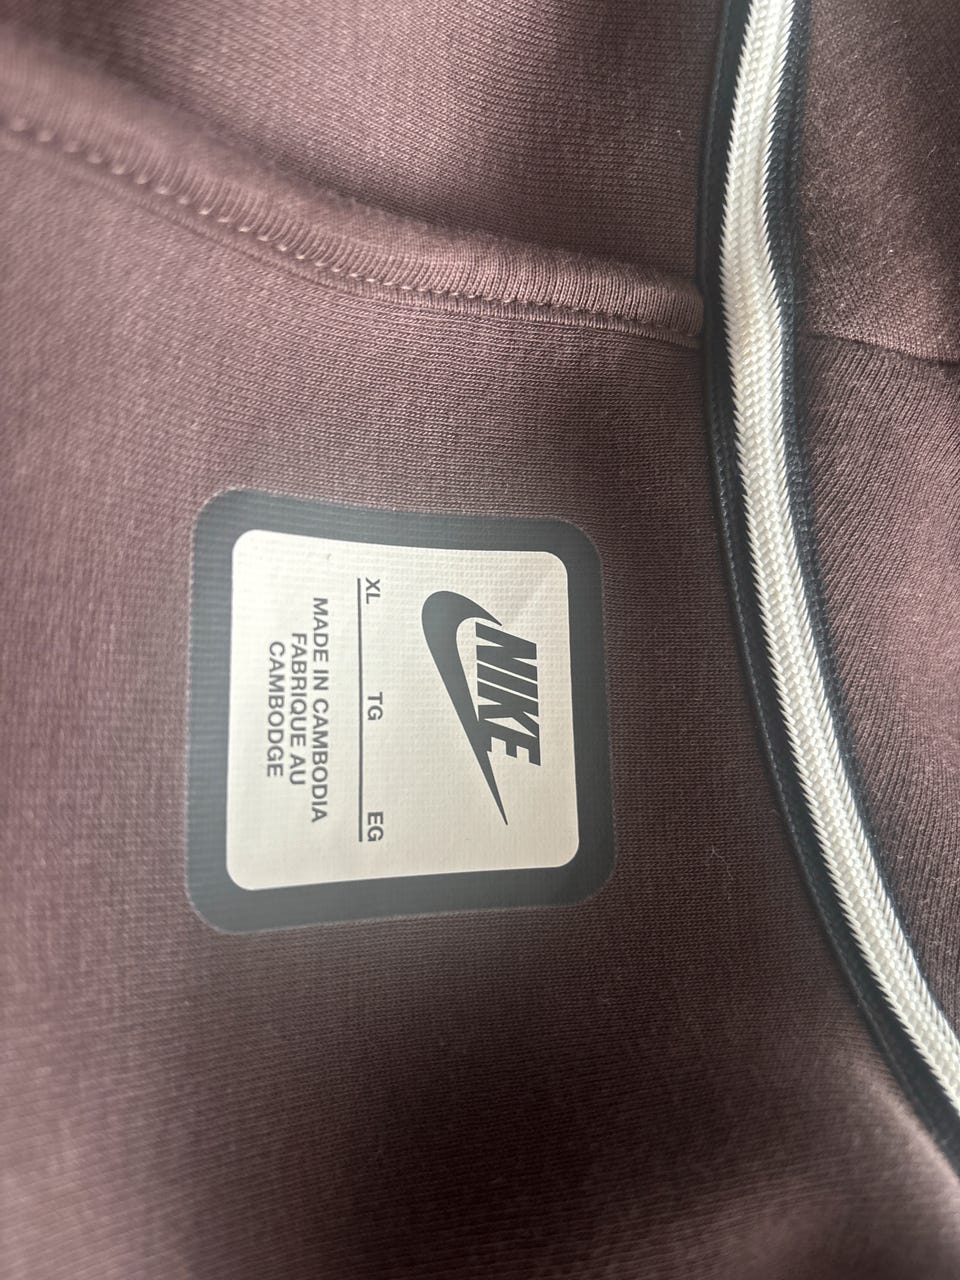 NIKE
XL TG EG
MADE IN CAMBODIA
FABRIQUE AU
CAMBODGE